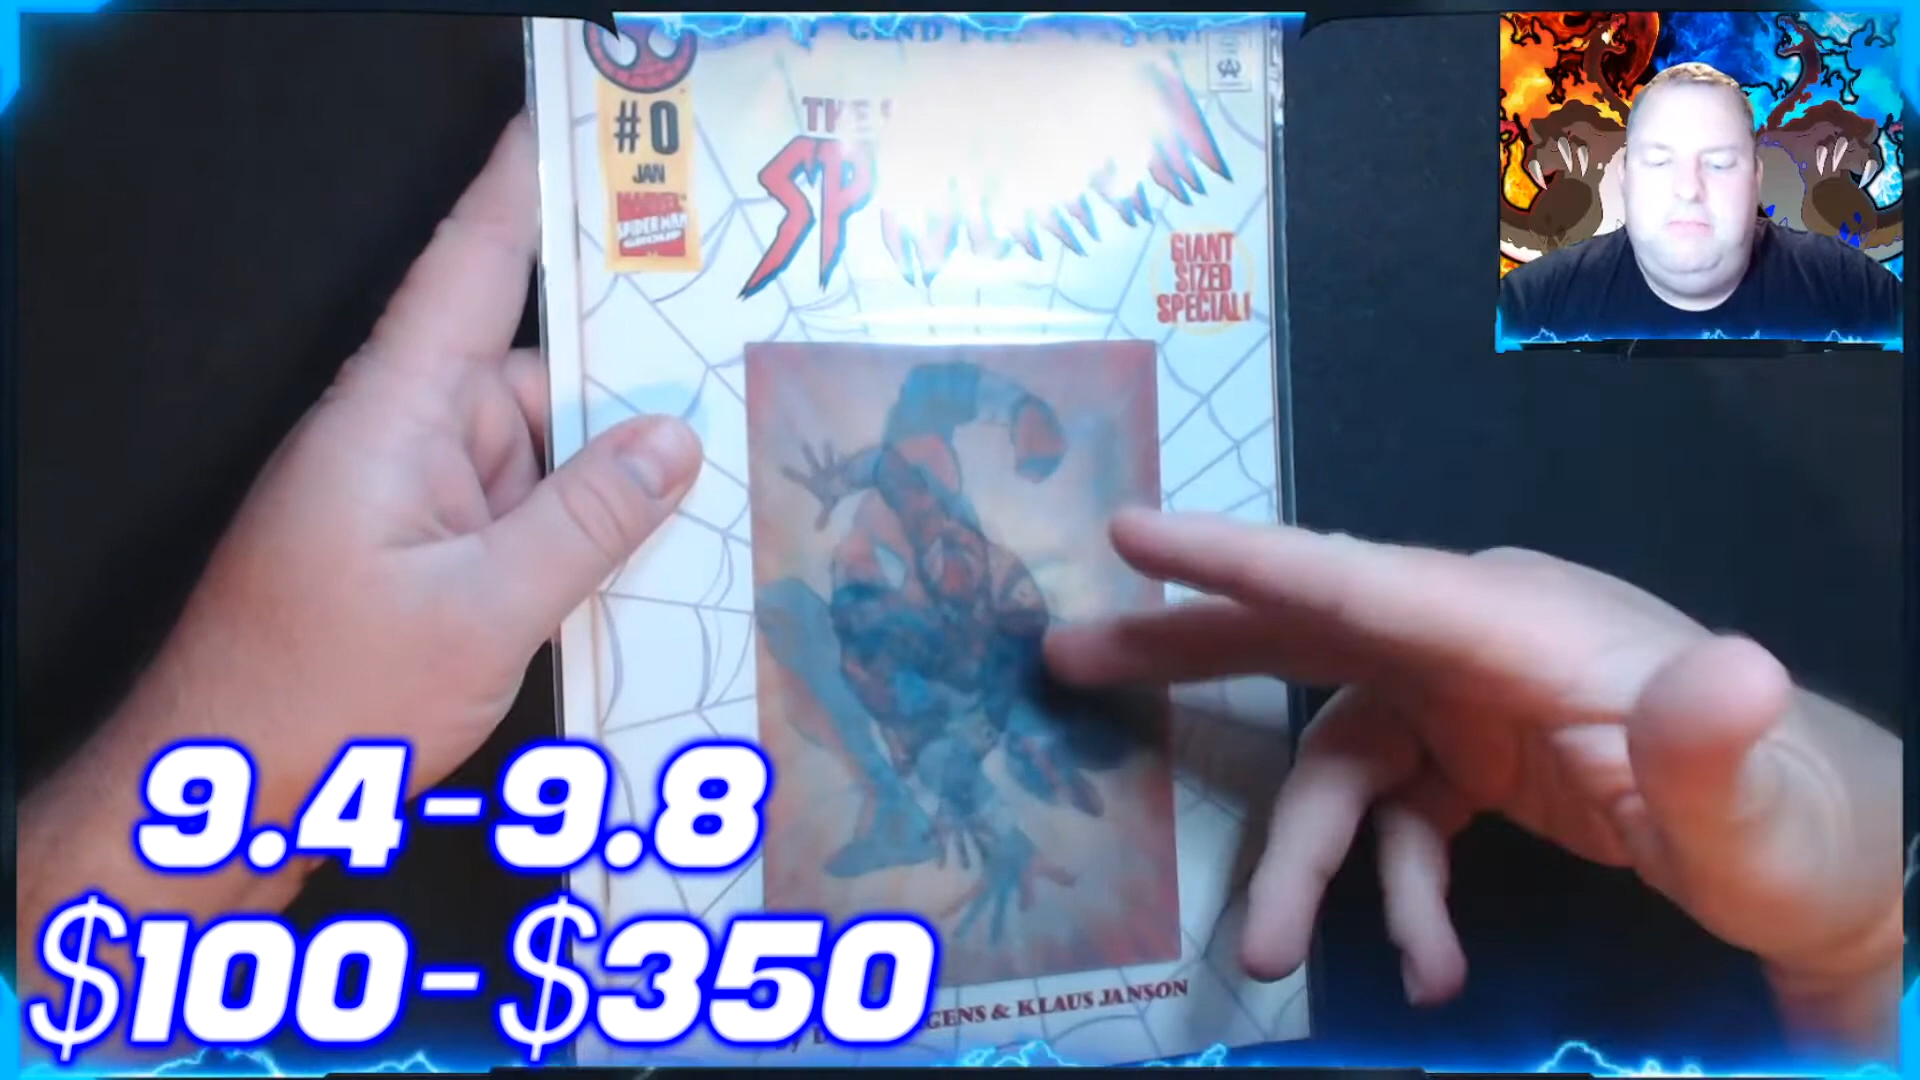 #0
JAN
MARVEL
SPIDER-MAN
GROUP
THE
SP
GIANT
SIZED
SPECIAL!
9.4-9.8
$100-$350
GENS & KLAUS JANSON